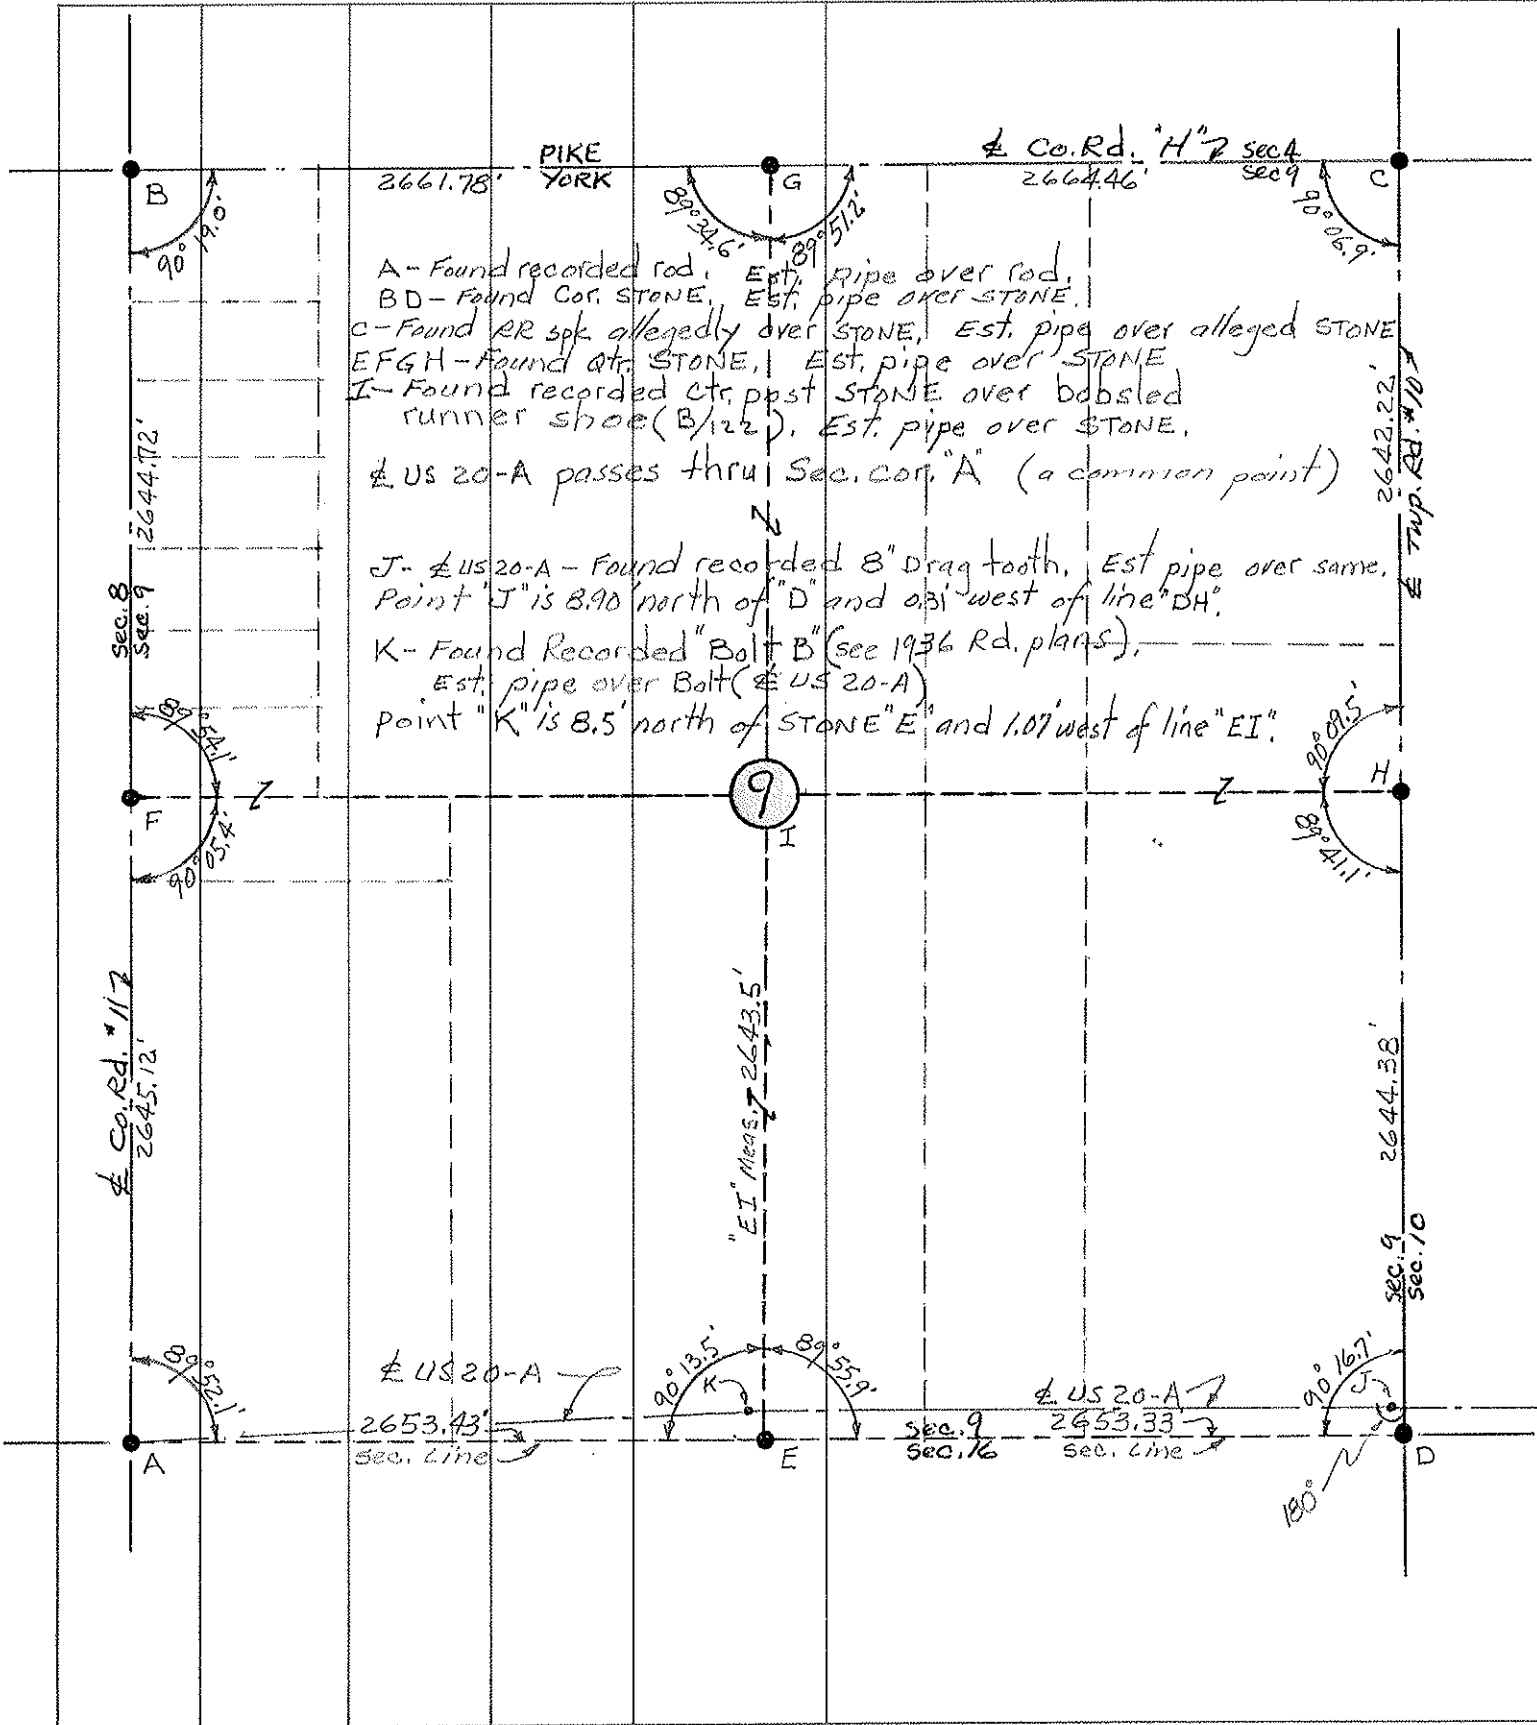 ℄ Co. Rd. "H"
PIKE
YORK
2661.78'
2664.46'
sec 4
sec 9
B
G
C
90° 19.0'
89° 34.6'
89° 51.2'
90° 06.9'
A - Found recorded rod. Est. pipe over rod.
BD - Found Cor. STONE. Est. pipe over STONE.
C - Found RR spk allegedly over STONE. Est. pipe over alleged STONE
EFGH - Found Qtr. STONE. Est. pipe over STONE
I - Found recorded ctr. post STONE over bobsled
runner shoe (B/122). Est. pipe over STONE.
℄ US 20-A passes thru Sec. cor. "A" (a common point)
J - ℄ US 20-A - Found recorded 8" Drag tooth. Est pipe over same.
Point "J" is 8.90' north of "D" and 0.31' west of line "DH".
K - Found Recorded "Bolt B" (see 1936 Rd. plans).
Est. pipe over Bolt (℄ US 20-A)
point "K" is 8.5' north of STONE "E" and 1.07' west of line "EI".
2644.72'
Sec. 8
Sec. 9
2642.22'
℄ Twp. Rd. #10
89° 54.1'
90° 05.4'
F
9
I
90° 09.5'
89° 41.1'
H
℄ Co. Rd. #11
2645.12'
"EI" Meas. 2643.5'
2644.38'
sec. 9
sec. 10
89° 52.1'
℄ US 20-A
90° 13.5'
K
89° 55.9'
℄ US 20-A
90° 16.7'
J
2653.43'
sec. Line
sec. 9
sec. 16
2653.33
sec. Line
A
E
D
180°